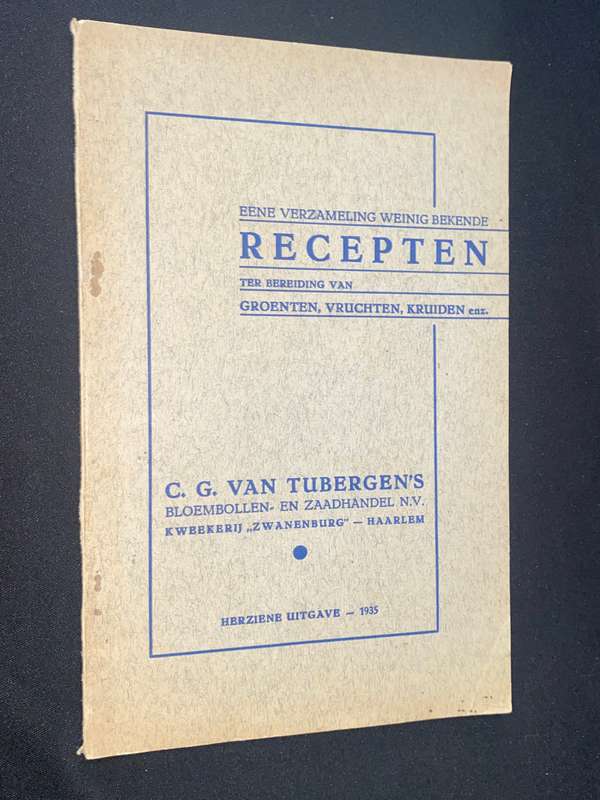 EENE VERZAMELING WEINIG BEKENDE
RECEPTEN
TER BEREIDING VAN
GROENTEN, VRUCHTEN, KRUIDEN enz.
C. G. VAN TUBERGEN'S
BLOEMBOLLEN- EN ZAADHANDEL N.V.
KWEEKERIJ „ZWANENBURG" — HAARLEM
HERZIENE UITGAVE — 1935